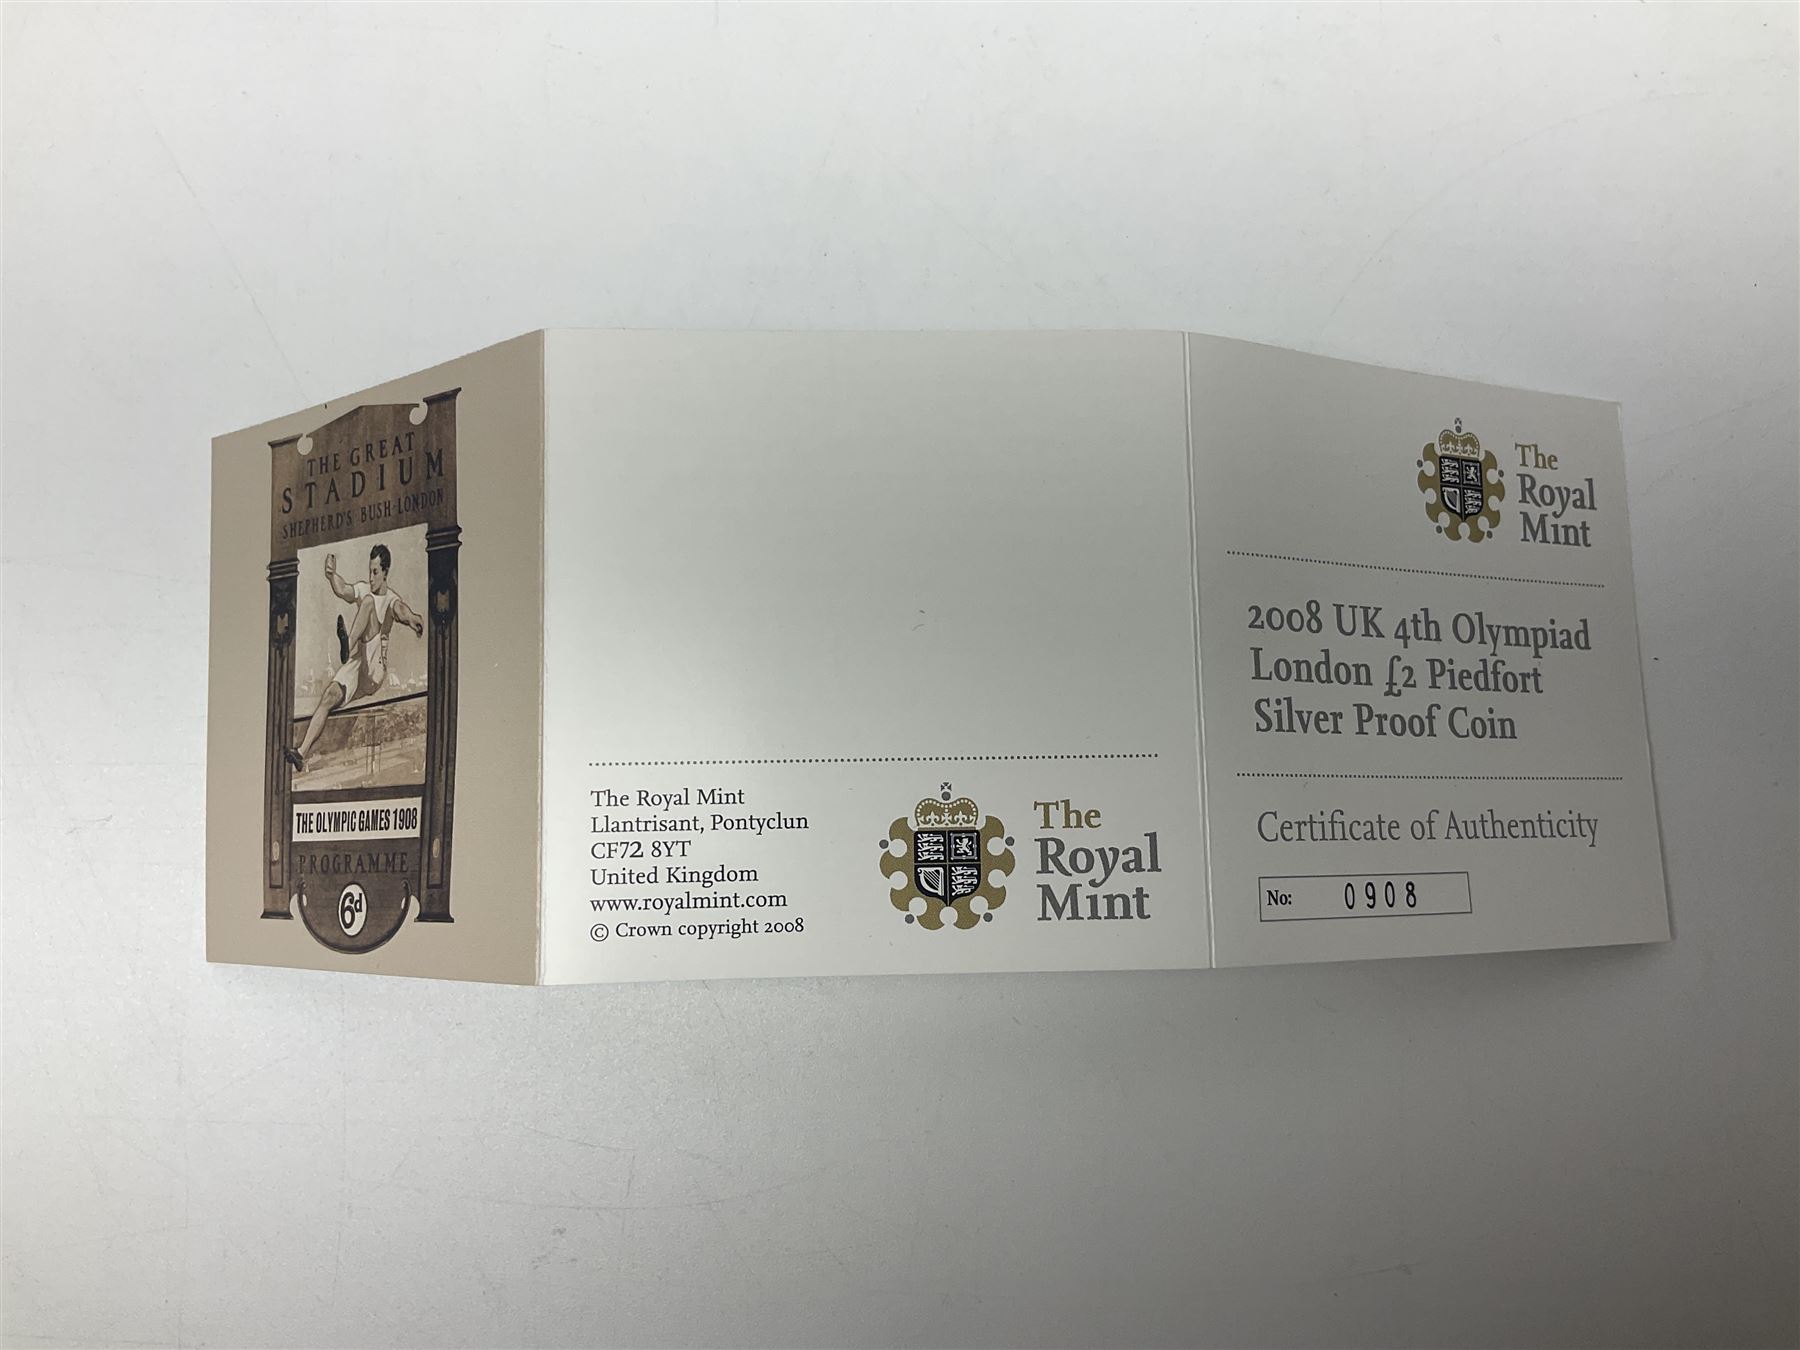 THE GREAT
STADIUM
SHEPHERD'S BUSH-LONDON
THE OLYMPIC GAMES 1908
PROGRAMME
6d
The Royal Mint
Llantrisant, Pontyclun
CF72 8YT
United Kingdom
www.royalmint.com
© Crown copyright 2008
The
Royal
Mint
The
Royal
Mint
2008 UK 4th Olympiad
London £2 Piedfort
Silver Proof Coin
Certificate of Authenticity
No: 0908